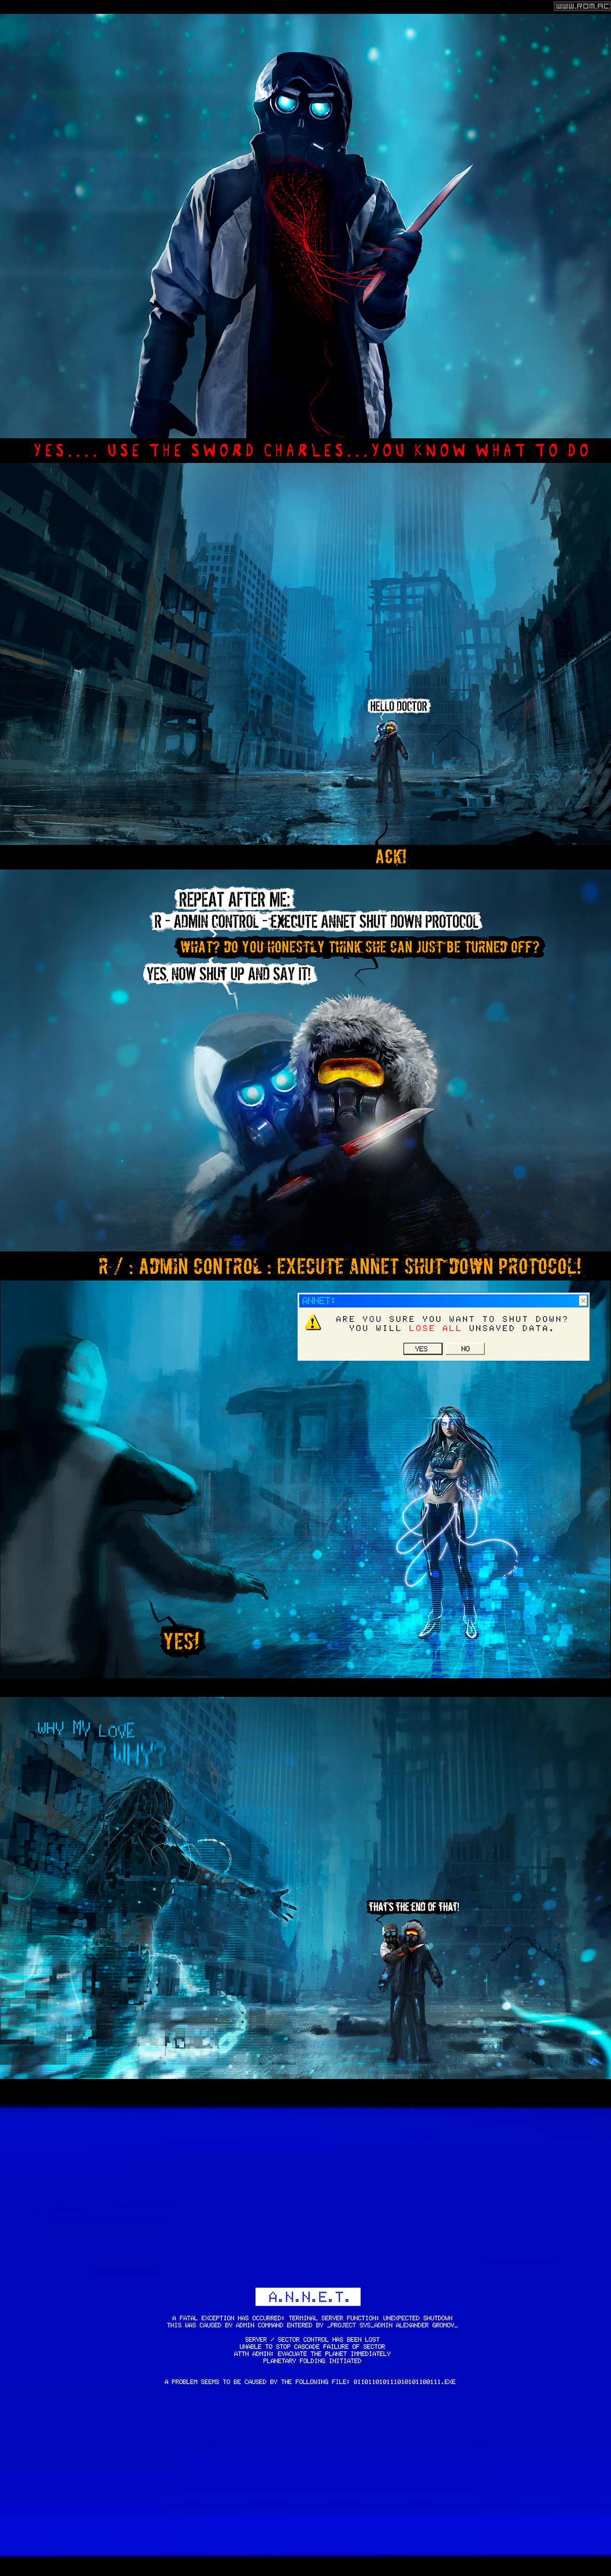 WWW.ROM.AC
YES.... USE THE SWORD CHARLES...YOU KNOW WHAT TO DO
HELLO DOCTOR
ACK!
REPEAT AFTER ME:
R - ADMIN CONTROL - EXECUTE ANNET SHUT DOWN PROTOCOL
WHAT? DO YOU HONESTLY THINK SHE CAN JUST BE TURNED OFF?
YES, NOW SHUT UP AND SAY IT!
R / : ADMIN CONTROL : EXECUTE ANNET SHUT DOWN PROTOCOL!
ANNET:
ARE YOU SURE YOU WANT TO SHUT DOWN?
YOU WILL LOSE ALL UNSAVED DATA.
YES NO
YES!
WHY MY LOVE
WHY?
THAT'S THE END OF THAT!
A.N.N.E.T.
A FATAL EXCEPTION HAS OCCURRED: TERMINAL SERVER FUNCTION: UNEXPECTED SHUTDOWN
THIS WAS CAUSED BY ADMIN COMMAND ENTERED BY _PROJECT SYS_ADMIN ALEXANDER GROMOV_
SERVER / SECTOR CONTROL HAS BEEN LOST
UNABLE TO STOP CASCADE FAILURE OF SECTOR
ATTN ADMIN: EVACUATE THE PLANET IMMEDIATELY
PLANETARY FOLDING INITIATED
A PROBLEM SEEMS TO BE CAUSED BY THE FOLLOWING FILE: 01101101011101010110011​1.EXE